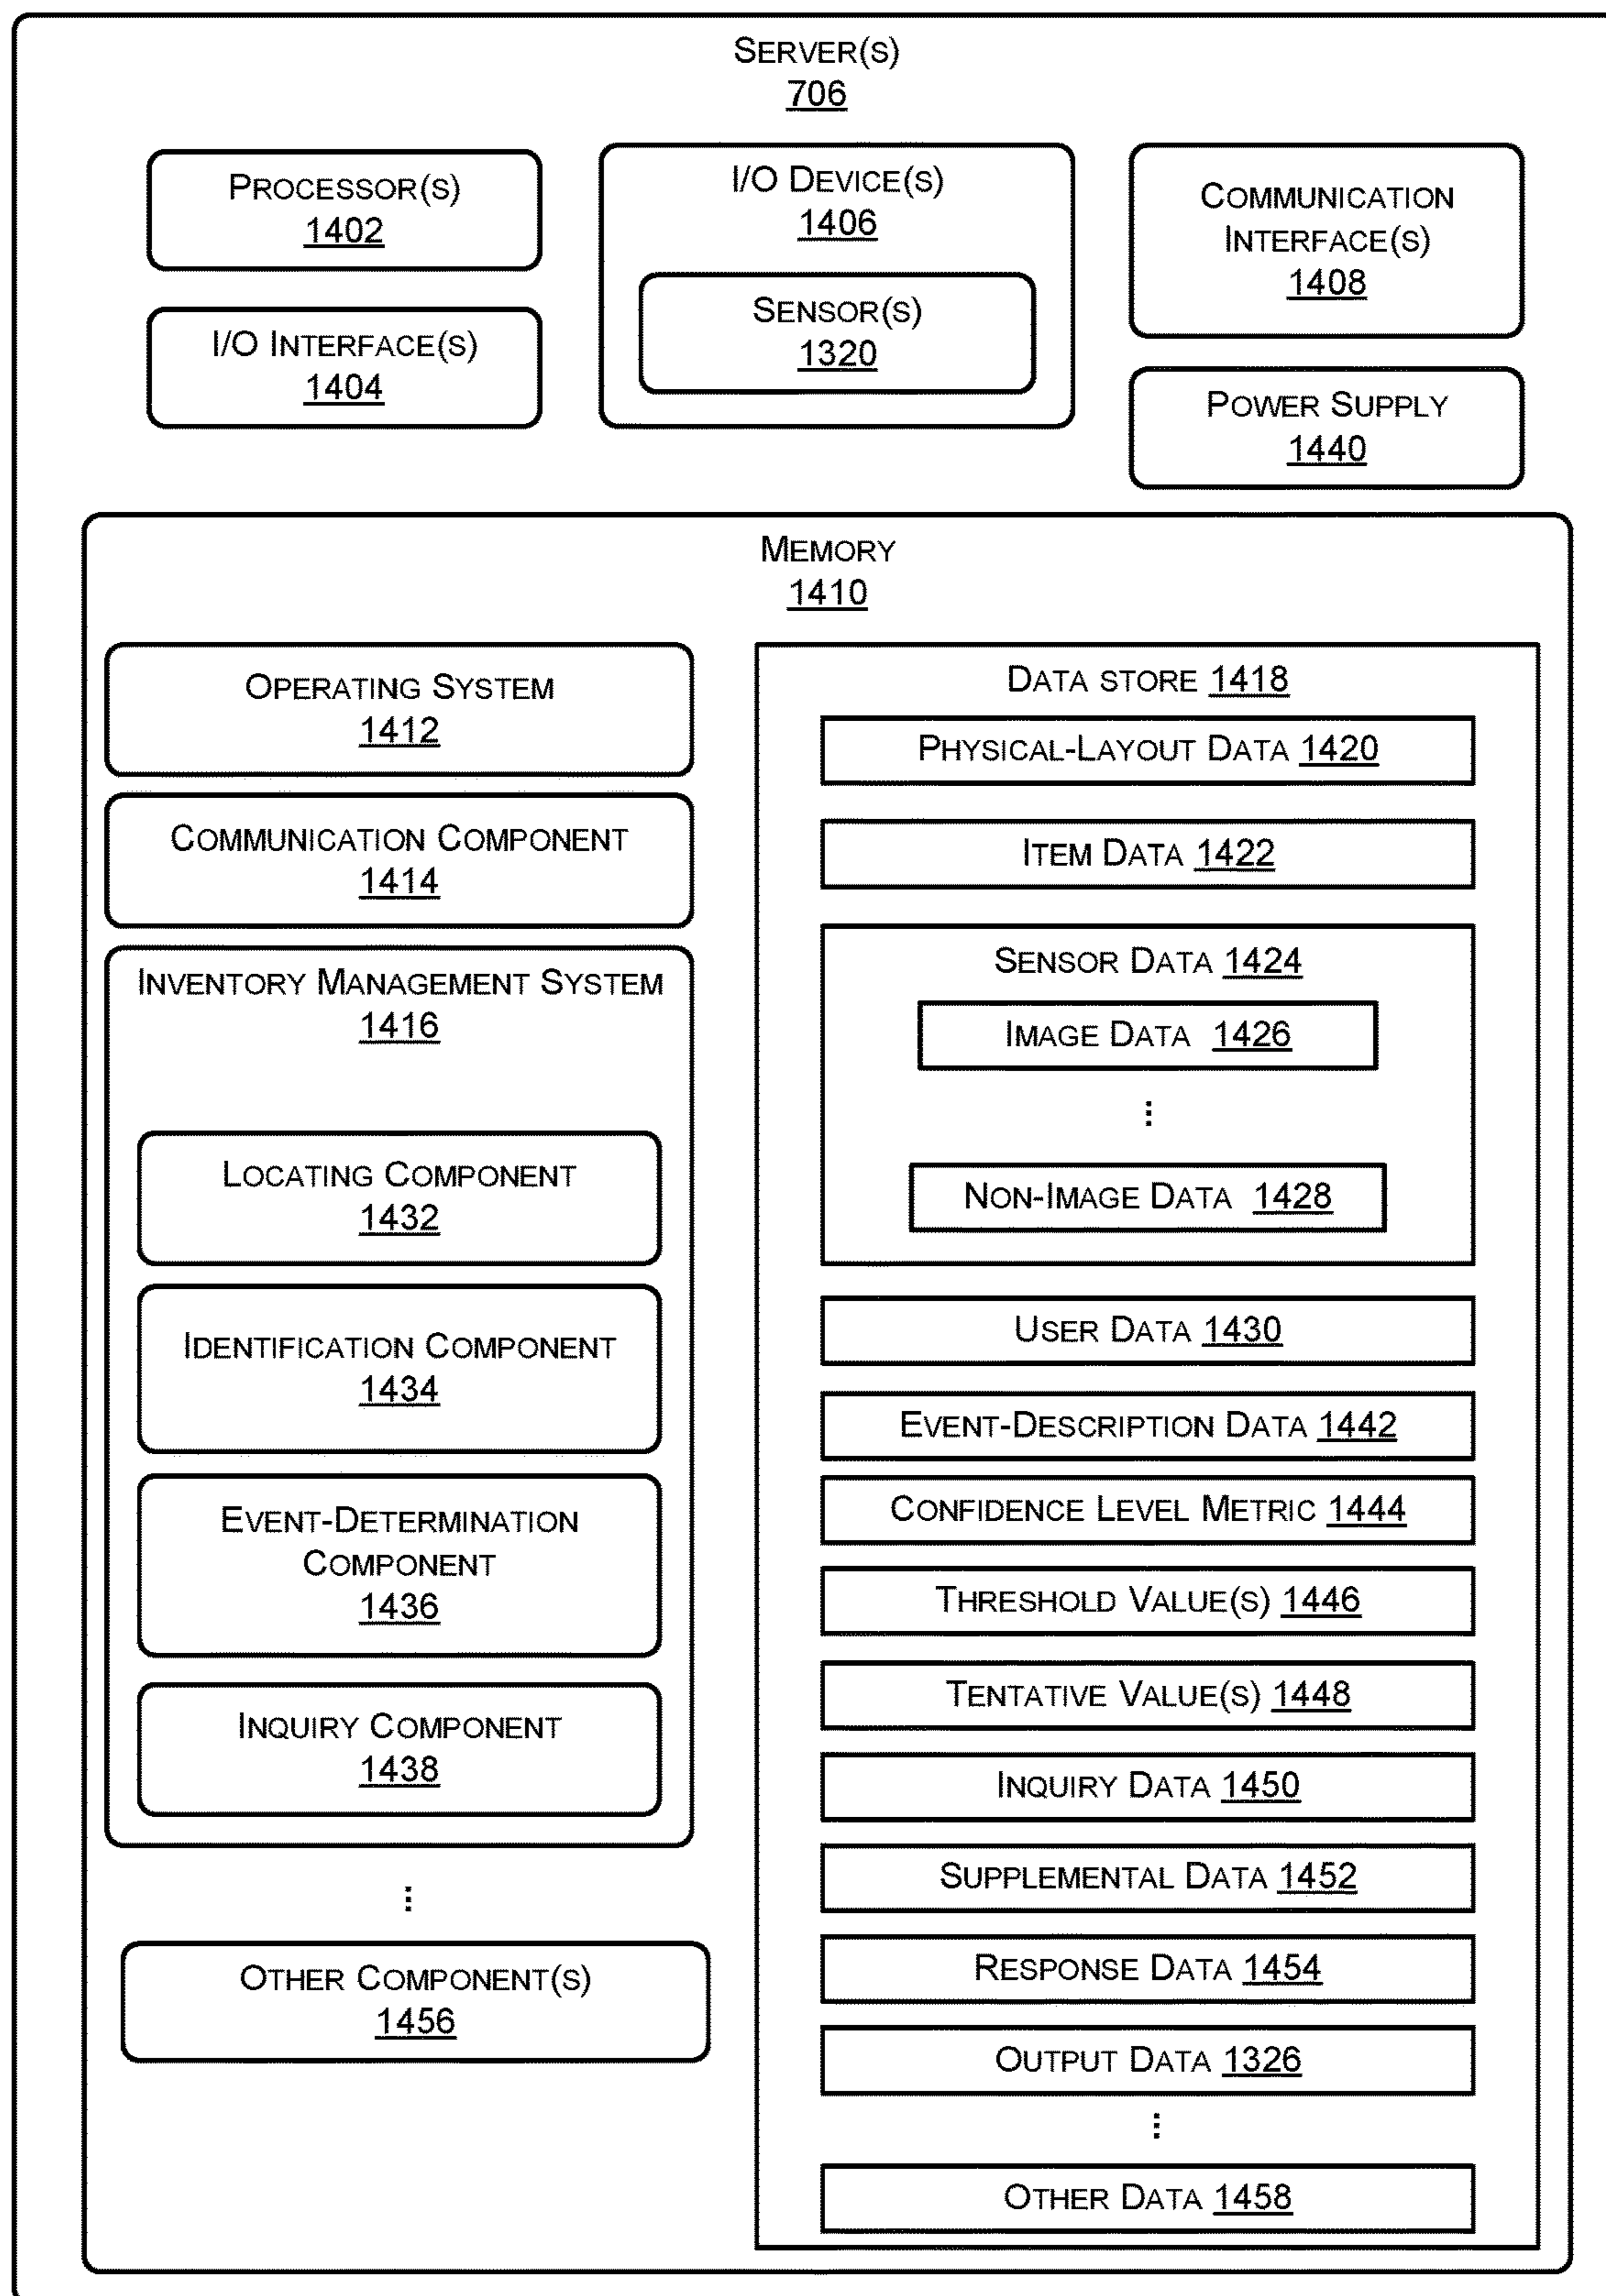 SERVER(S)
706
PROCESSOR(S)
1402
I/O INTERFACE(S)
1404
I/O DEVICE(S)
1406
SENSOR(S)
1320
COMMUNICATION
INTERFACE(S)
1408
POWER SUPPLY
1440
MEMORY
1410
OPERATING SYSTEM
1412
COMMUNICATION COMPONENT
1414
INVENTORY MANAGEMENT SYSTEM
1416
LOCATING COMPONENT
1432
IDENTIFICATION COMPONENT
1434
EVENT-DETERMINATION
COMPONENT
1436
INQUIRY COMPONENT
1438
⋮
OTHER COMPONENT(S)
1456
DATA STORE 1418
PHYSICAL-LAYOUT DATA 1420
ITEM DATA 1422
SENSOR DATA 1424
IMAGE DATA 1426
⋮
NON-IMAGE DATA 1428
USER DATA 1430
EVENT-DESCRIPTION DATA 1442
CONFIDENCE LEVEL METRIC 1444
THRESHOLD VALUE(S) 1446
TENTATIVE VALUE(S) 1448
INQUIRY DATA 1450
SUPPLEMENTAL DATA 1452
RESPONSE DATA 1454
OUTPUT DATA 1326
⋮
OTHER DATA 1458